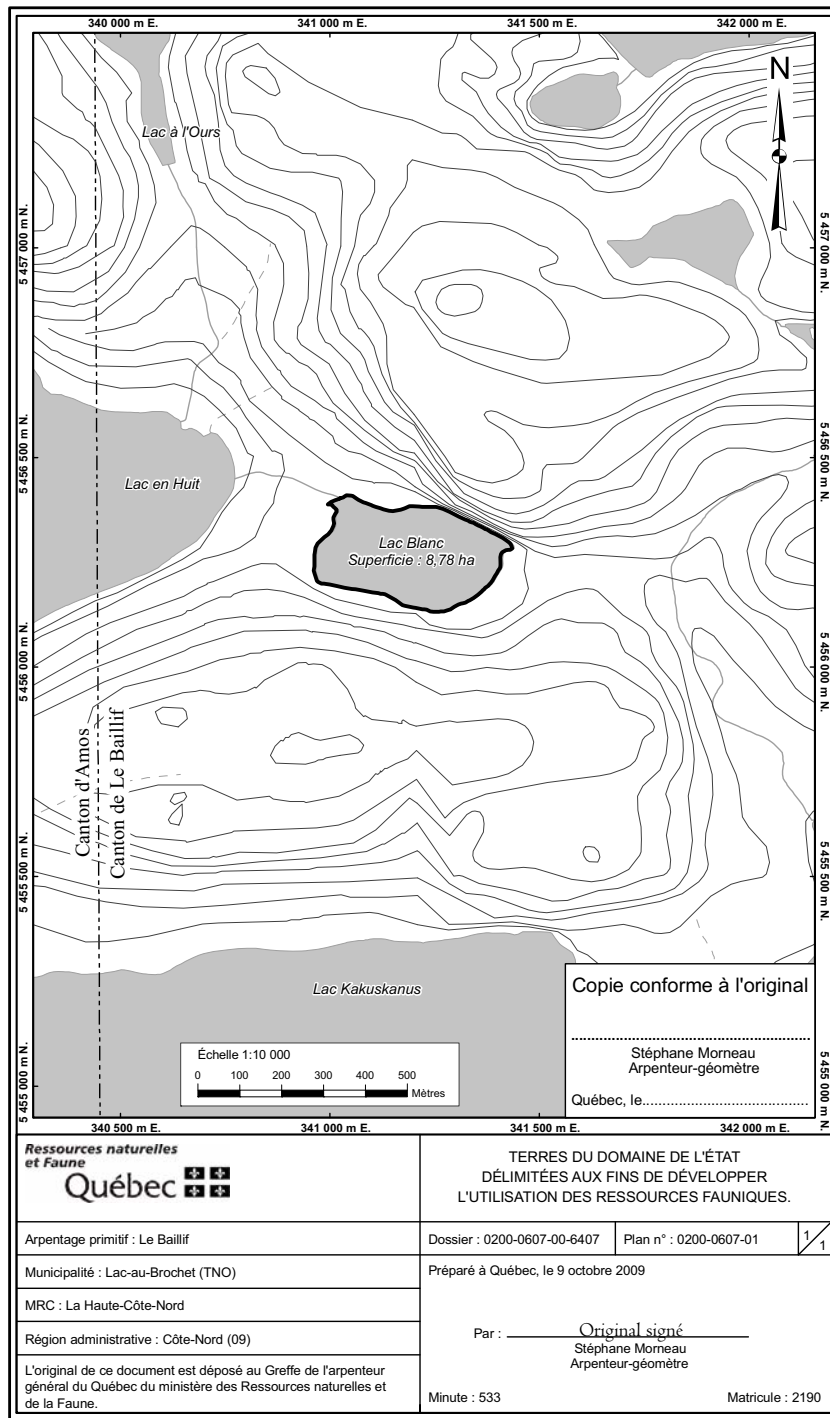 340 000 m E.
341 000 m E.
341 500 m E.
342 000 m E.
N
Lac à l'Ours
5 457 000 m N.
5 457 000 m N.
5 456 500 m N.
5 456 500 m N.
Lac en Huit
Lac Blanc
Superficie : 8,78 ha
5 456 000 m N.
5 456 000 m N.
Canton d'Amos
Canton de Le Baillif
5 455 500 m N.
5 455 500 m N.
Lac Kakuskanus
5 455 000 m N.
5 455 000 m N.
Échelle 1:10 000
0 100 200 300 400 500
Mètres
Copie conforme à l'original
Stéphane Morneau
Arpenteur-géomètre
Québec, le
340 500 m E.
341 000 m E.
341 500 m E.
342 000 m E.
Ressources naturelles
et Faune
Québec
TERRES DU DOMAINE DE L'ÉTAT
DÉLIMITÉES AUX FINS DE DÉVELOPPER
L'UTILISATION DES RESSOURCES FAUNIQUES.
Arpentage primitif : Le Baillif
Dossier : 0200-0607-00-6407
Plan n° : 0200-0607-01
1/1
Municipalité : Lac-au-Brochet (TNO)
Préparé à Québec, le 9 octobre 2009
MRC : La Haute-Côte-Nord
Région administrative : Côte-Nord (09)
Par : Original signé
Stéphane Morneau
Arpenteur-géomètre
L'original de ce document est déposé au Greffe de l'arpenteur
général du Québec du ministère des Ressources naturelles et
de la Faune.
Minute : 533
Matricule : 2190